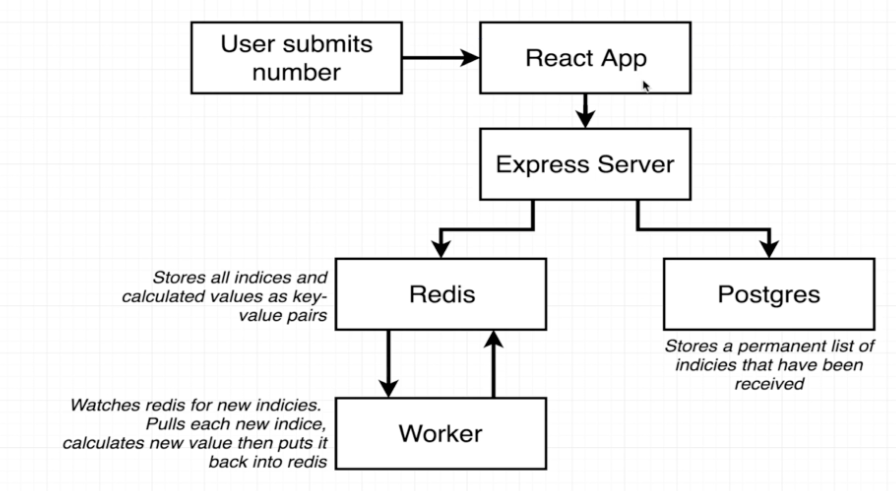 User submits
number
React App
Express Server
Stores all indices and
calculated values as key-
value pairs
Redis
Postgres
Stores a permanent list of
indicies that have been
received
Watches redis for new indicies.
Pulls each new indice,
calculates new value then puts it
back into redis
Worker